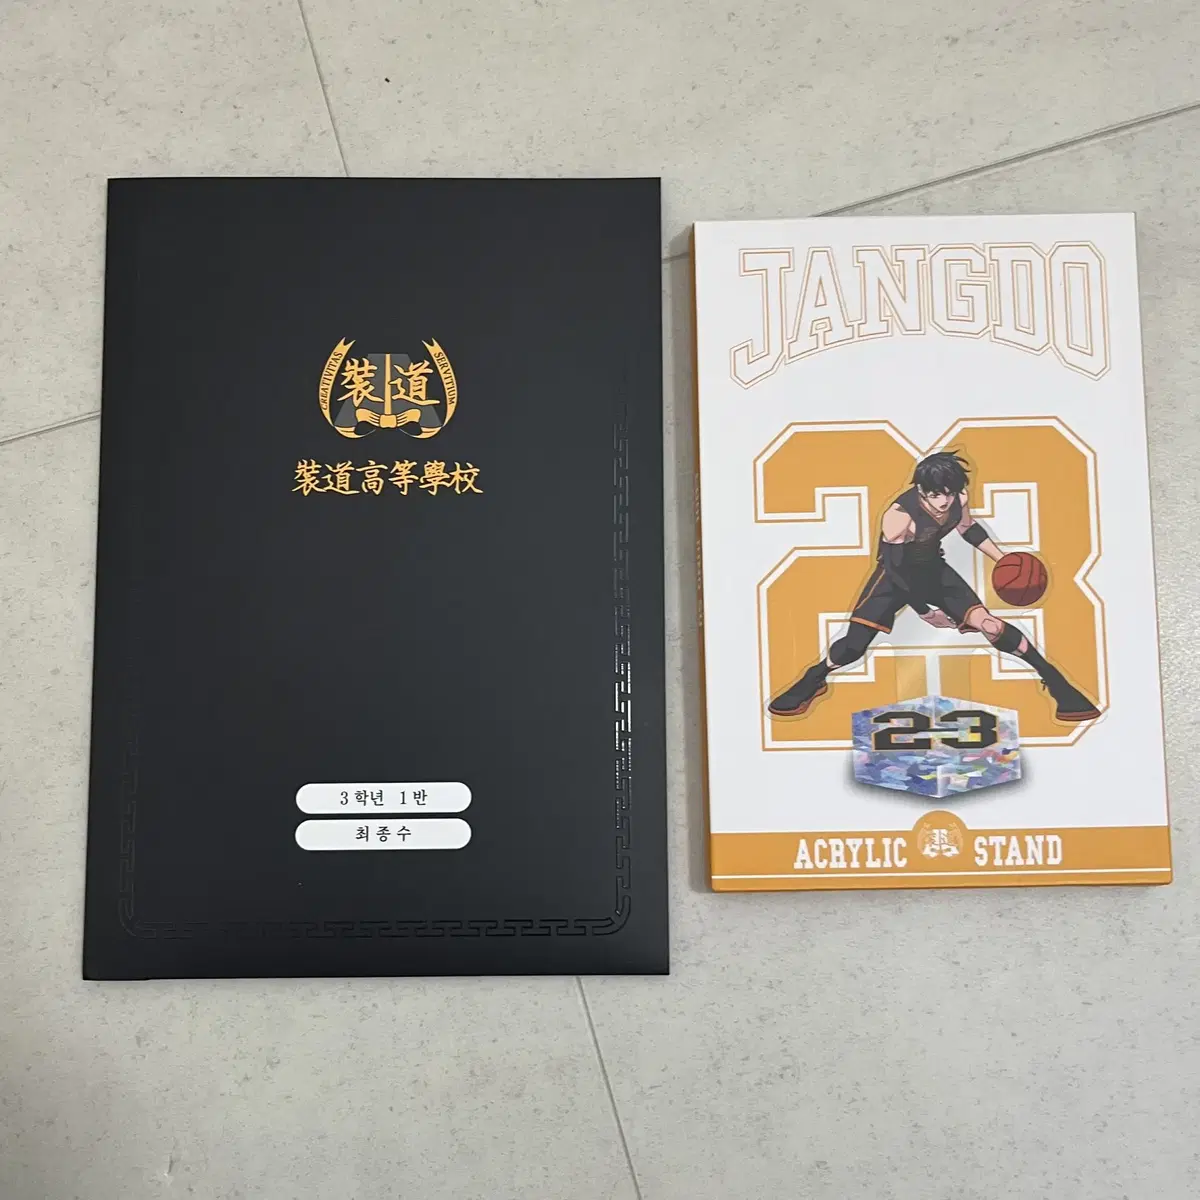 CREATIVITAS
SERVITIUM
裝道
裝道高等學校
3학년 1반
최종수
JANGDO
23
23
ACRYLIC STAND